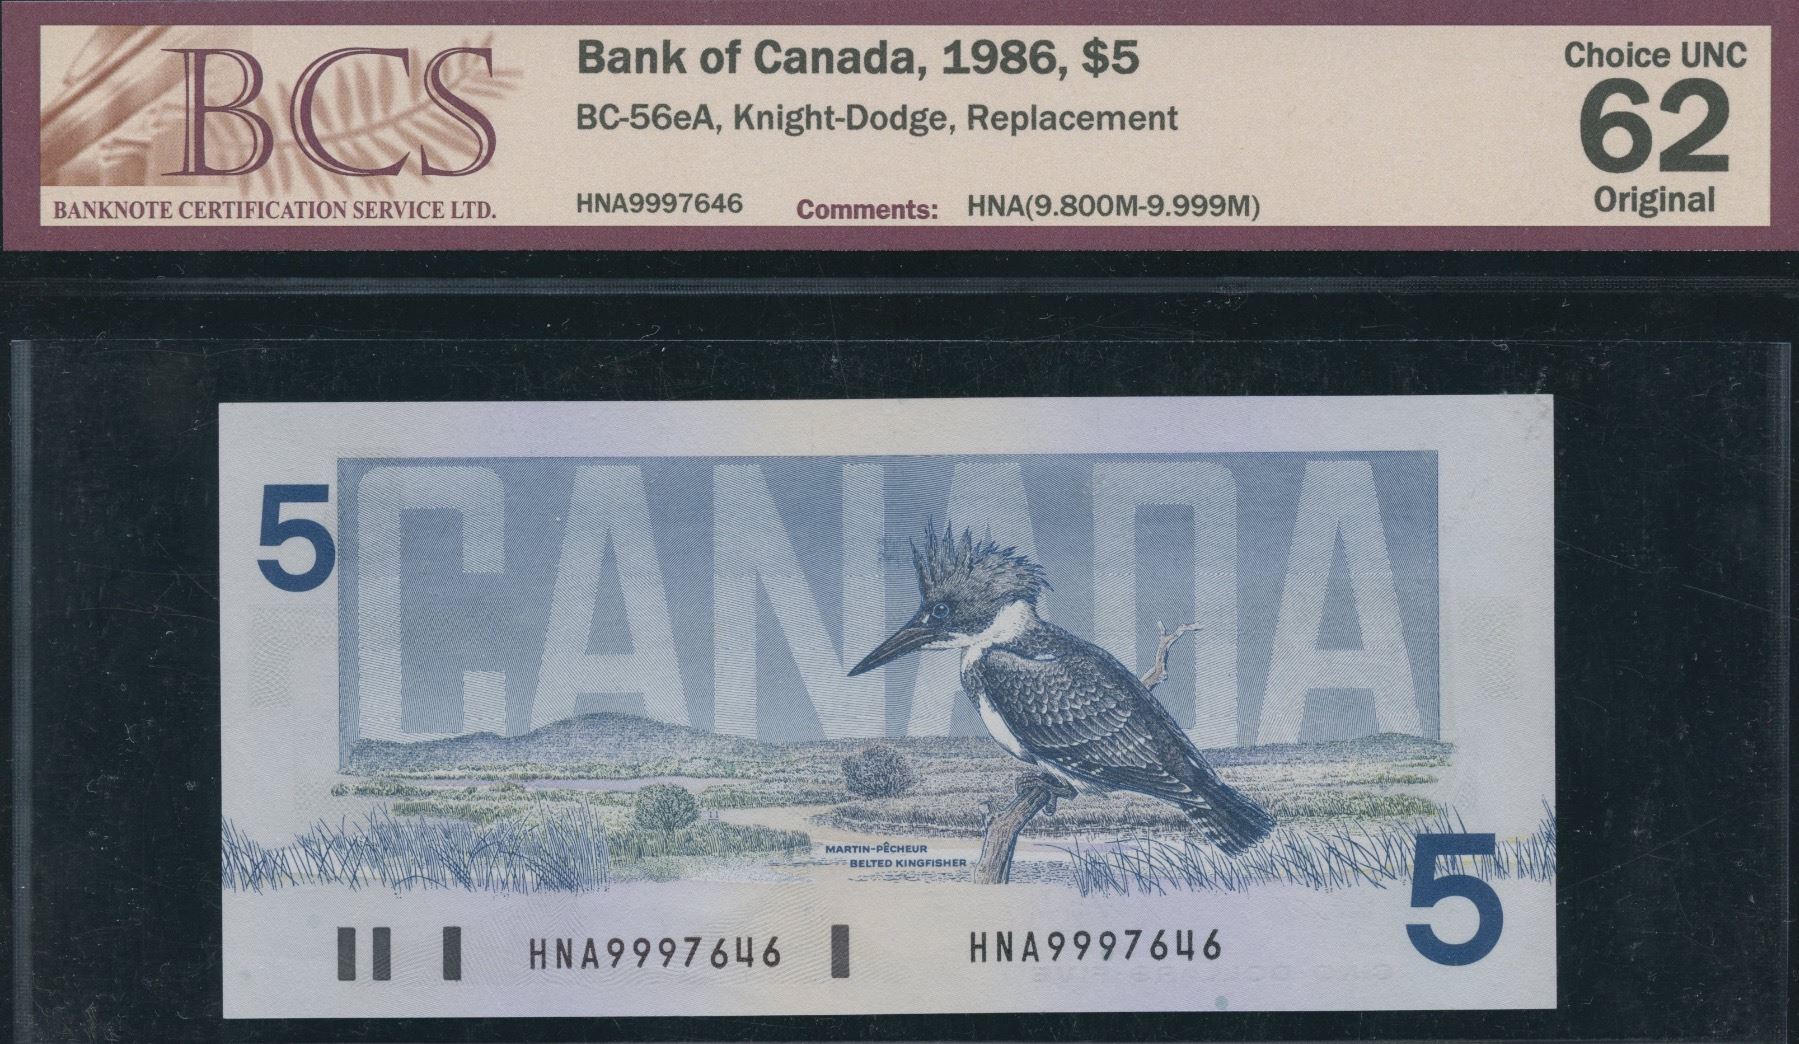 BCS
BANKNOTE CERTIFICATION SERVICE LTD.
Bank of Canada, 1986, $5
BC-56eA, Knight-Dodge, Replacement
HNA9997646 Comments: HNA(9.800M-9.999M)
Choice UNC
62
Original
5
CANADA
MARTIN-PÊCHEUR
BELTED KINGFISHER
5
HNA9997646 HNA9997646